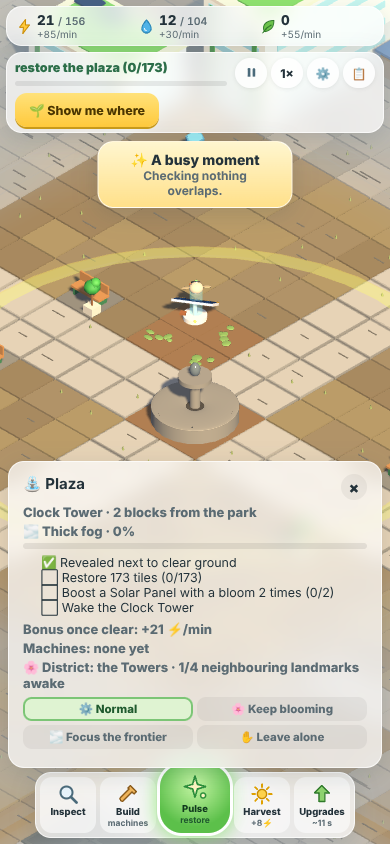 21 / 156
+85/min
12 / 104
+30/min
0
+55/min
restore the plaza (0/173)
1×
🌱 Show me where
✨ A busy moment
Checking nothing
overlaps.
⛲ Plaza
Clock Tower · 2 blocks from the park
🌫️ Thick fog · 0%
✅ Revealed next to clear ground
Restore 173 tiles (0/173)
Boost a Solar Panel with a bloom 2 times (0/2)
Wake the Clock Tower
Bonus once clear: +21 ⚡/min
Machines: none yet
🌸 District: the Towers · 1/4 neighbouring landmarks
awake
⚙️ Normal
🌸 Keep blooming
🌫️ Focus the frontier
✋ Leave alone
Inspect
Build
machines
Pulse
restore
Harvest
+8⚡
Upgrades
~11 s